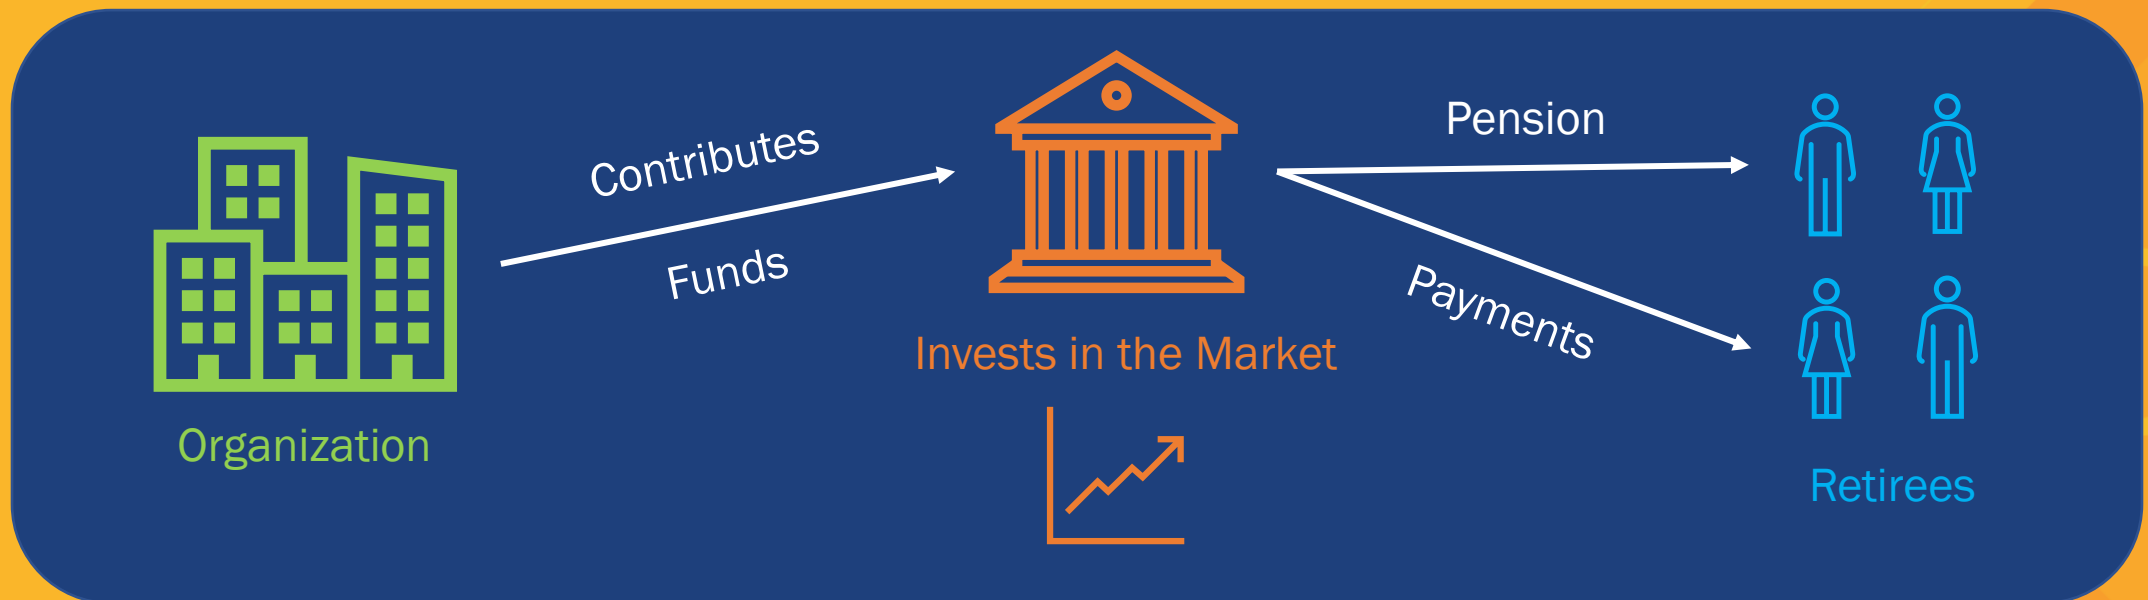 Contributes
Funds
Organization
Invests in the Market
Pension
Payments
Retirees